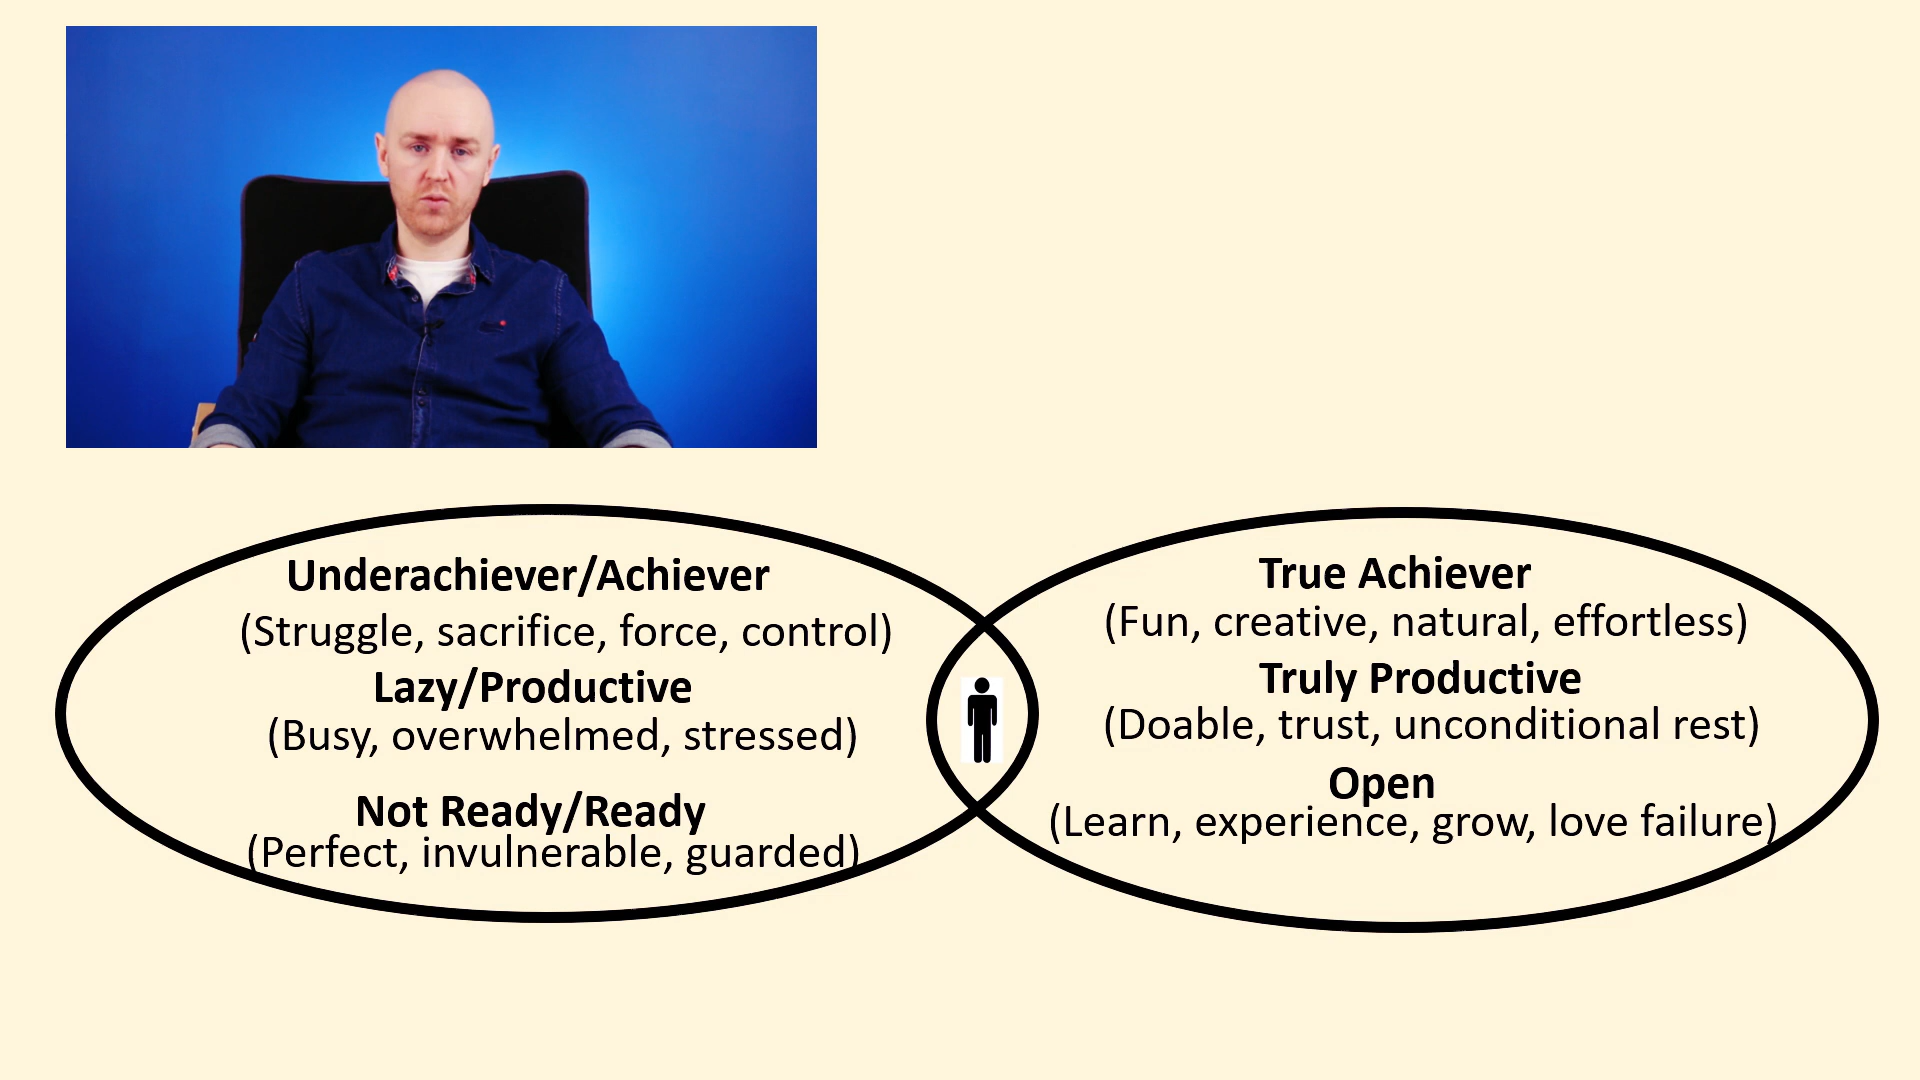 Underachiever/Achiever
(Struggle, sacrifice, force, control)
Lazy/Productive
(Busy, overwhelmed, stressed)
Not Ready/Ready
(Perfect, invulnerable, guarded)
True Achiever
(Fun, creative, natural, effortless)
Truly Productive
(Doable, trust, unconditional rest)
Open
(Learn, experience, grow, love failure)